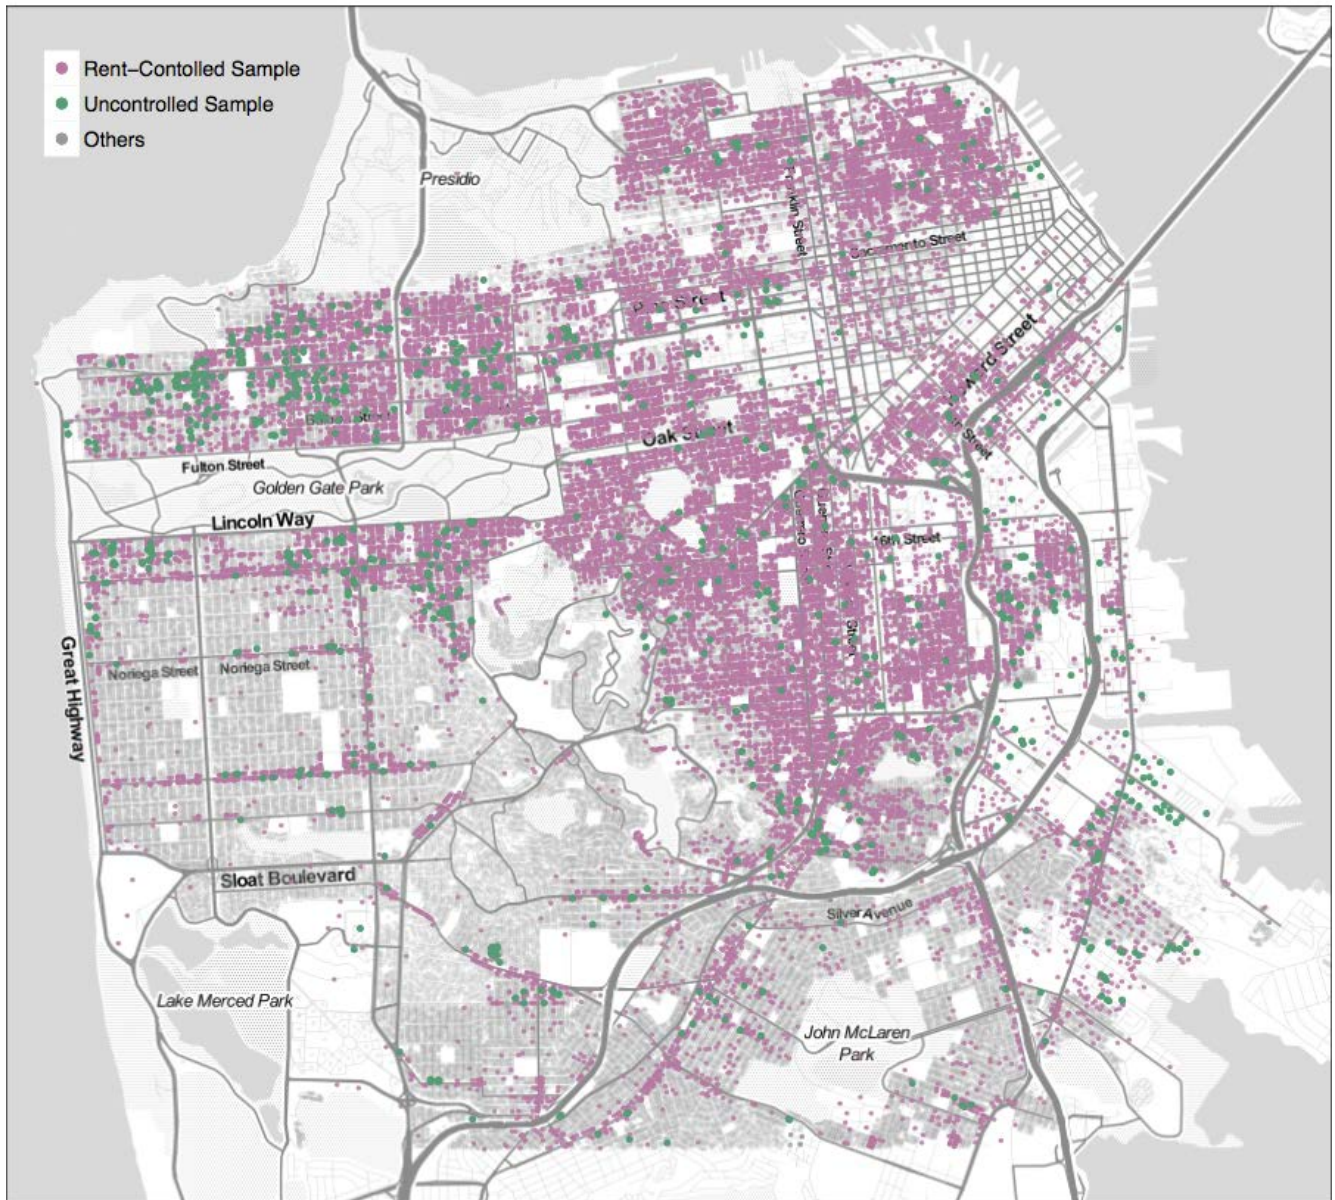 Rent–Contolled Sample
Uncontrolled Sample
Others
Presidio
Sacramento Street
Oak Street
Fulton Street
Golden Gate Park
Lincoln Way
16th Street
Great Highway
Noriega Street
Noriega Street
Sloat Boulevard
Silver Avenue
Lake Merced Park
John McLaren
Park